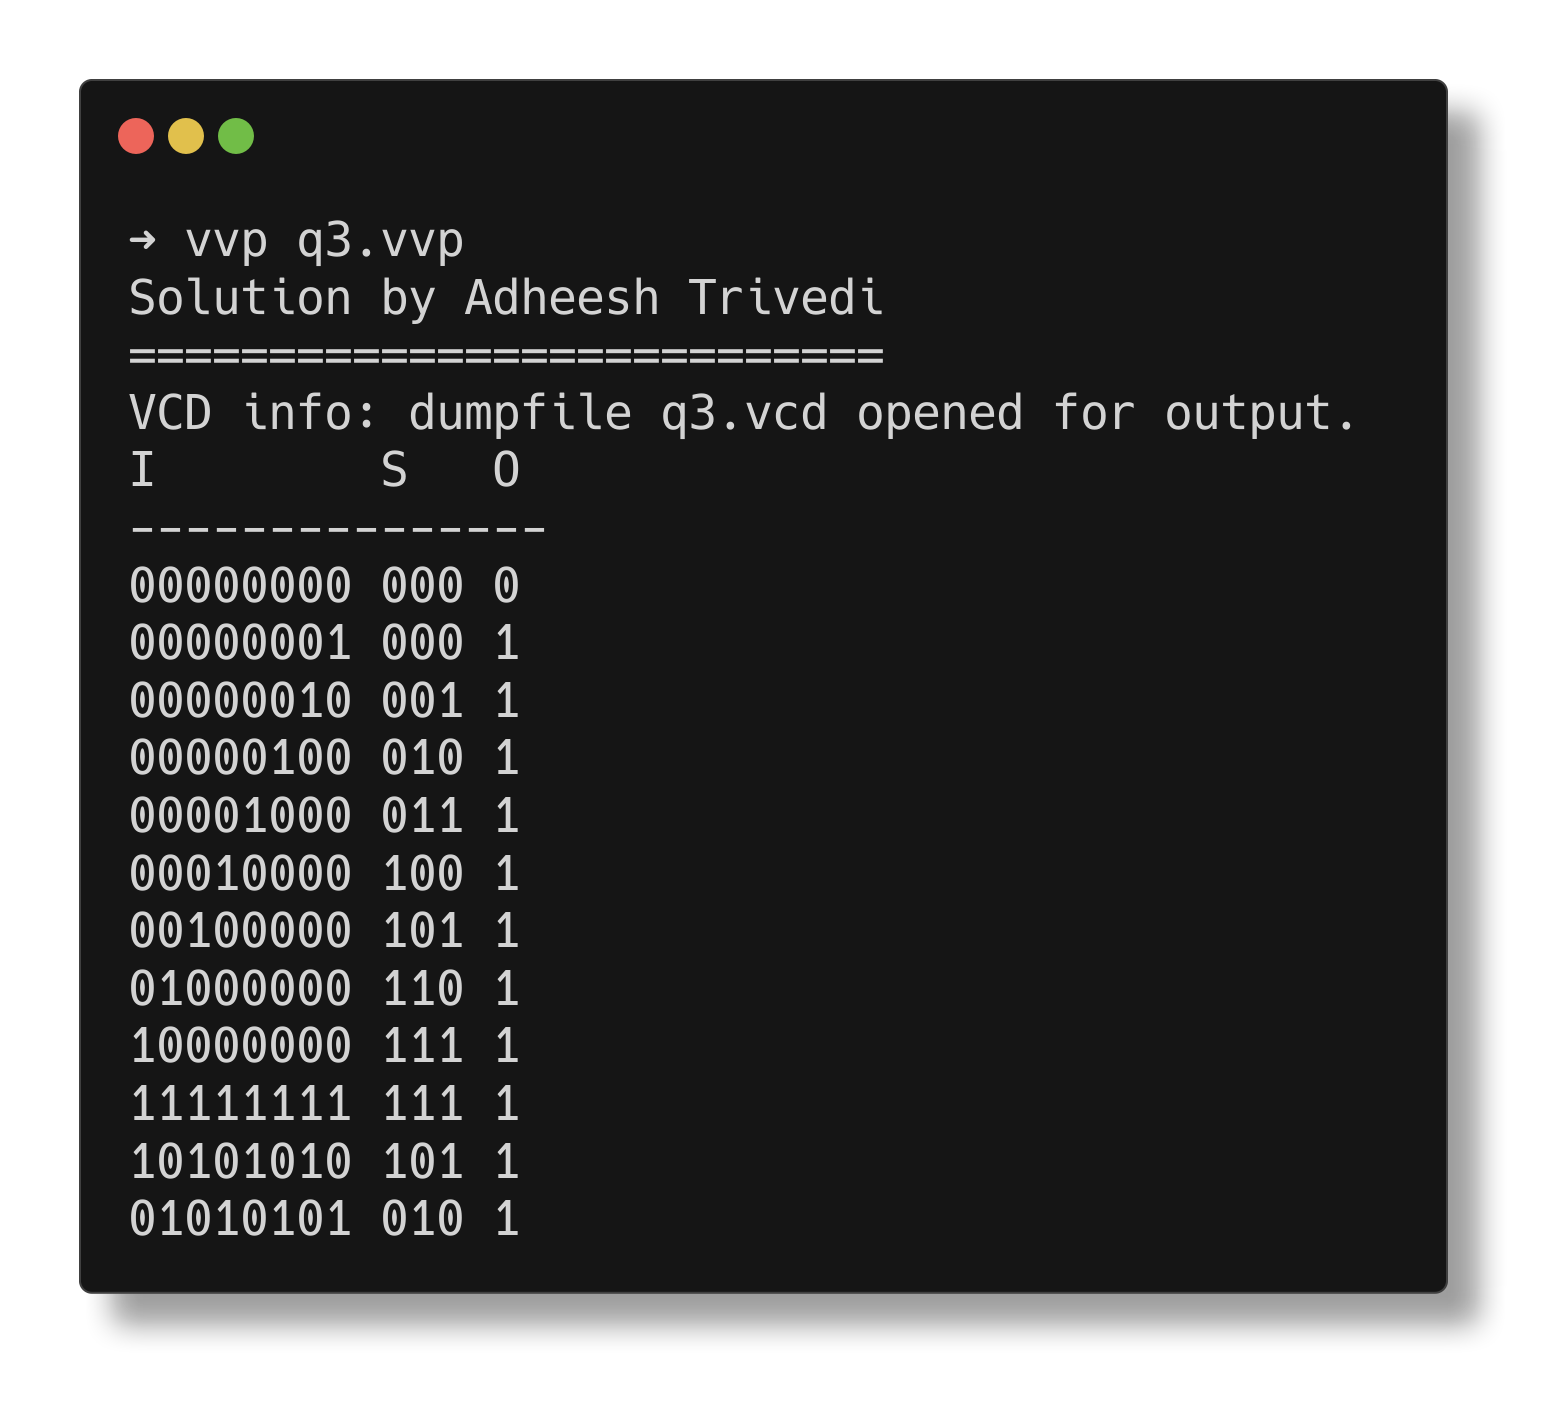 ➜ vvp q3.vvp
Solution by Adheesh Trivedi
===========================
VCD info: dumpfile q3.vcd opened for output.
I        S   O
---------------
00000000 000 0
00000001 000 1
00000010 001 1
00000100 010 1
00001000 011 1
00010000 100 1
00100000 101 1
01000000 110 1
10000000 111 1
11111111 111 1
10101010 101 1
01010101 010 1